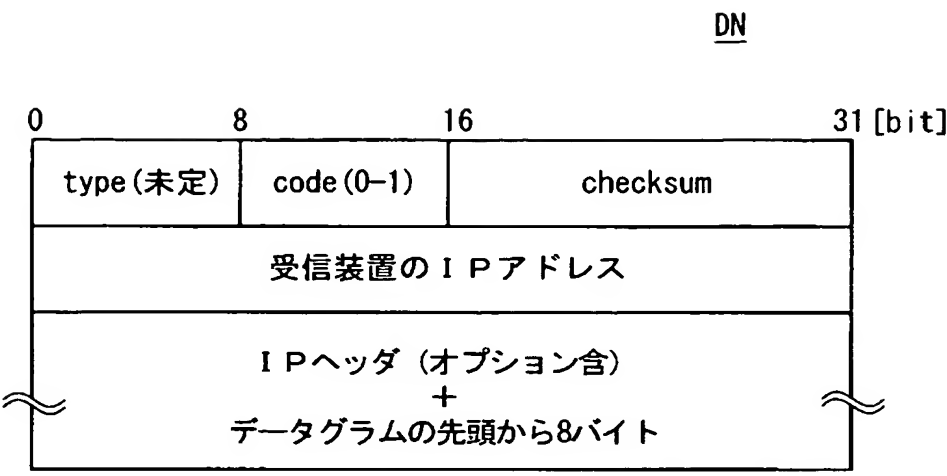 DN
0 8 16 31 [bit]
type(未定) code(0-1) checksum
受信装置のIPアドレス
IPヘッダ(オプション含)
+
データグラムの先頭から8バイト